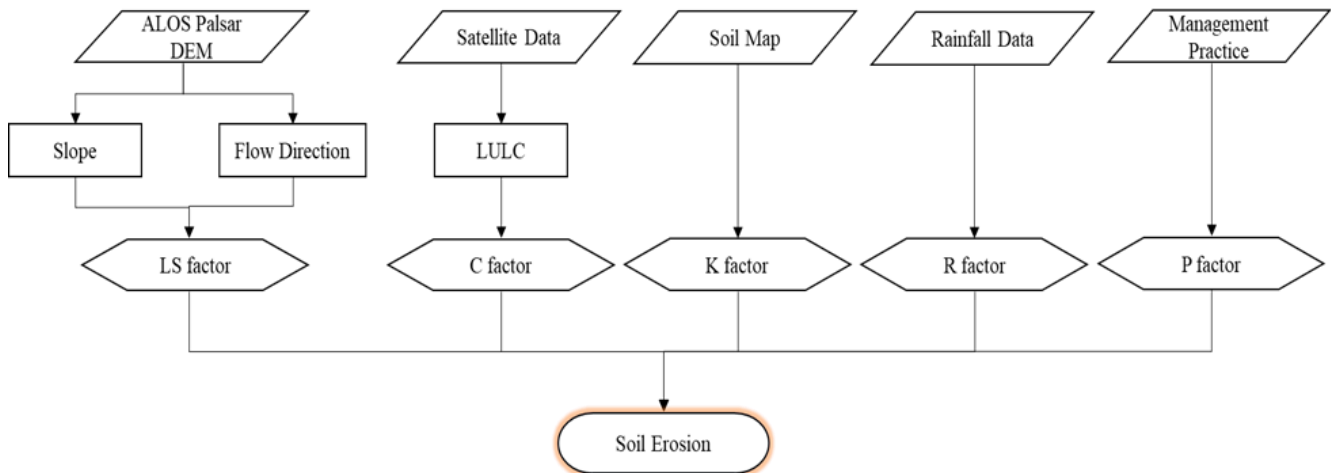 ALOS Palsar
DEM
Satellite Data
Soil Map
Rainfall Data
Management
Practice
Slope
Flow Direction
LULC
LS factor
C factor
K factor
R factor
P factor
Soil Erosion